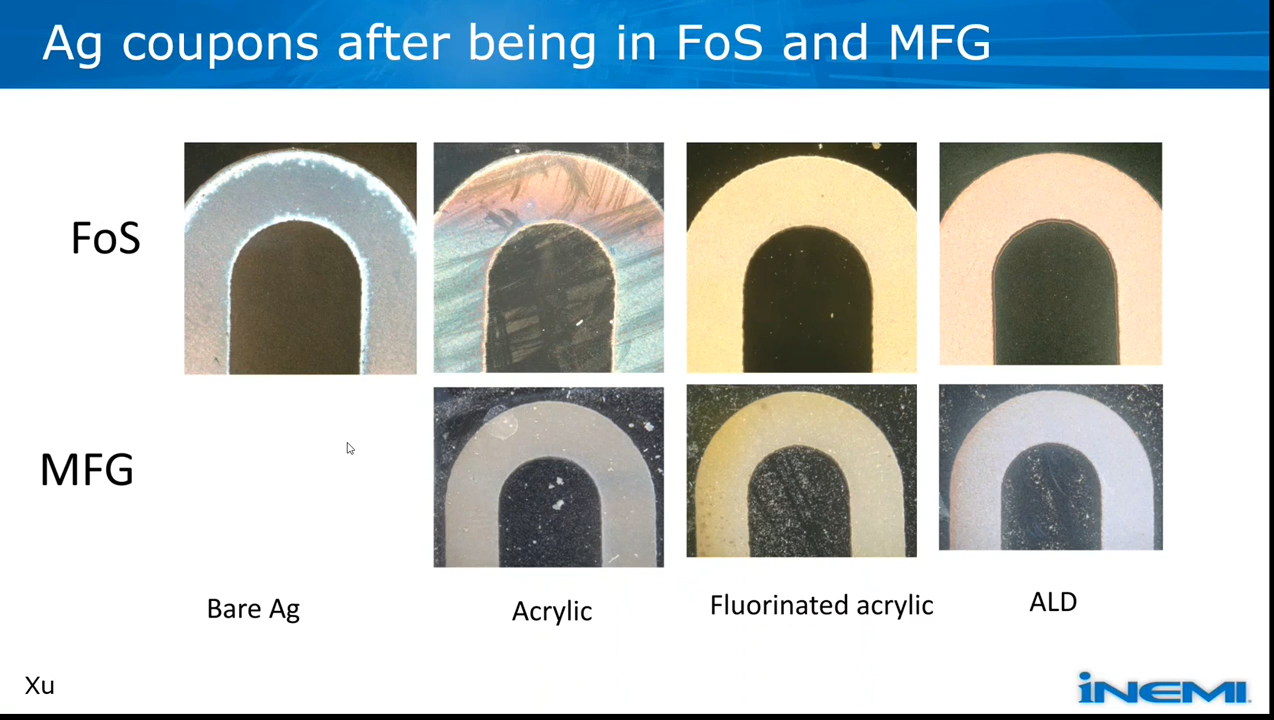 Ag coupons after being in FoS and MFG
FoS
MFG
Bare Ag
Acrylic
Fluorinated acrylic
ALD
Xu
iNEMI